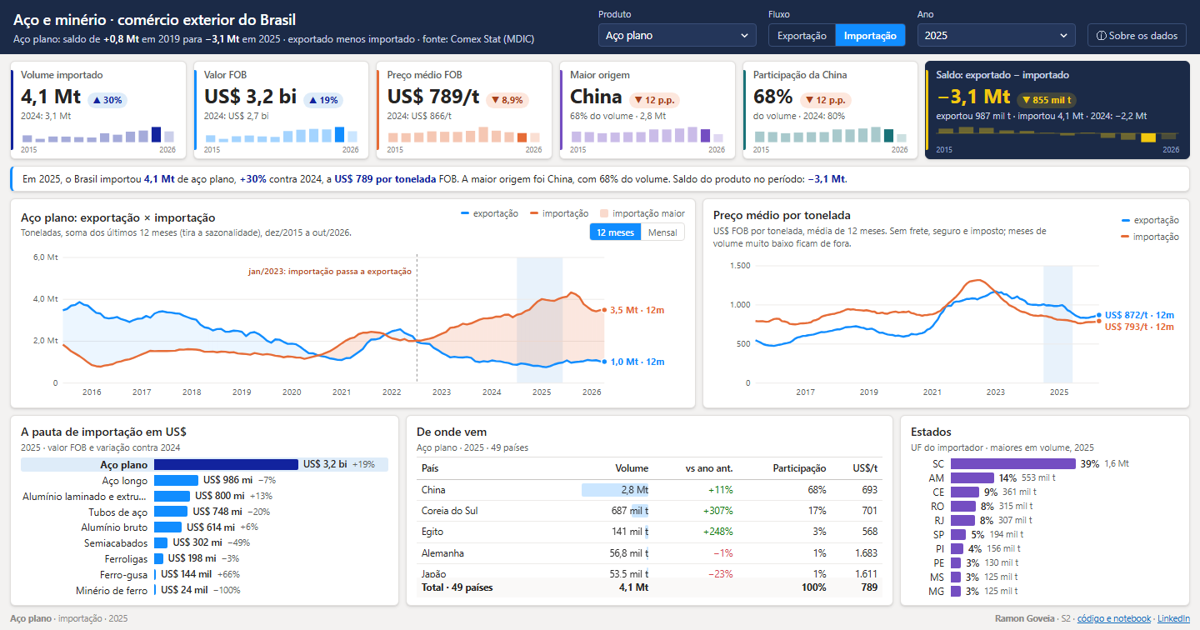 Aço e minério · comércio exterior do Brasil
Aço plano: saldo de +0,8 Mt em 2019 para −3,1 Mt em 2025 · exportado menos importado · fonte: Comex Stat (MDIC)
Produto
Aço plano
Fluxo
Exportação Importação
Ano
2025
Sobre os dados
Volume importado
4,1 Mt ▲ 30%
2024: 3,1 Mt
2015 2026
Valor FOB
US$ 3,2 bi ▲ 19%
2024: US$ 2,7 bi
2015 2026
Preço médio FOB
US$ 789/t ▼ 8,9%
2024: US$ 866/t
2015 2026
Maior origem
China ▼ 12 p.p.
68% do volume · 2,8 Mt
2015 2026
Participação da China
68% ▼ 12 p.p.
do volume · 2024: 80%
2015 2026
Saldo: exportado − importado
−3,1 Mt ▼ 855 mil t
exportou 987 mil t · importou 4,1 Mt · 2024: −2,2 Mt
2015 2026
Em 2025, o Brasil importou 4,1 Mt de aço plano, +30% contra 2024, a US$ 789 por tonelada FOB. A maior origem foi China, com 68% do volume. Saldo do produto no período: −3,1 Mt.
Aço plano: exportação × importação
Toneladas, soma dos últimos 12 meses (tira a sazonalidade), dez/2015 a out/2026.
exportação importação importação maior
12 meses Mensal
6,0 Mt
jan/2023: importação passa a exportação
4,0 Mt
3,5 Mt · 12m
2,0 Mt
1,0 Mt · 12m
0
2016 2017 2018 2019 2020 2021 2022 2023 2024 2025 2026
Preço médio por tonelada
US$ FOB por tonelada, média de 12 meses. Sem frete, seguro e imposto; meses de
volume muito baixo ficam de fora.
exportação
importação
1.500
1.000
US$ 872/t · 12m
US$ 793/t · 12m
500
0
2017 2019 2021 2023 2025
A pauta de importação em US$
2025 · valor FOB e variação contra 2024
Aço plano US$ 3,2 bi +19%
Aço longo US$ 986 mi −7%
Alumínio laminado e extru... US$ 800 mi +13%
Tubos de aço US$ 748 mi −20%
Alumínio bruto US$ 614 mi +6%
Semiacabados US$ 302 mi −49%
Ferroligas US$ 198 mi −3%
Ferro-gusa US$ 144 mil +66%
Minério de ferro US$ 24 mil −100%
De onde vem
Aço plano · 2025 · 49 países
País Volume vs ano ant. Participação US$/t
China 2,8 Mt +11% 68% 693
Coreia do Sul 687 mil t +307% 17% 701
Egito 141 mil t +248% 3% 568
Alemanha 56,8 mil t −1% 1% 1.683
Japão 53,5 mil t −23% 1% 1.611
Total · 49 países 4,1 Mt 100% 789
Estados
UF do importador · maiores em volume, 2025
SC 39% 1,6 Mt
AM 14% 553 mil t
CE 9% 361 mil t
RO 8% 315 mil t
RJ 8% 307 mil t
SP 5% 194 mil t
PI 4% 156 mil t
PE 3% 130 mil t
MS 3% 125 mil t
MG 3% 125 mil t
Aço plano · importação · 2025
Ramon Goveia · S2 · código e notebook · LinkedIn